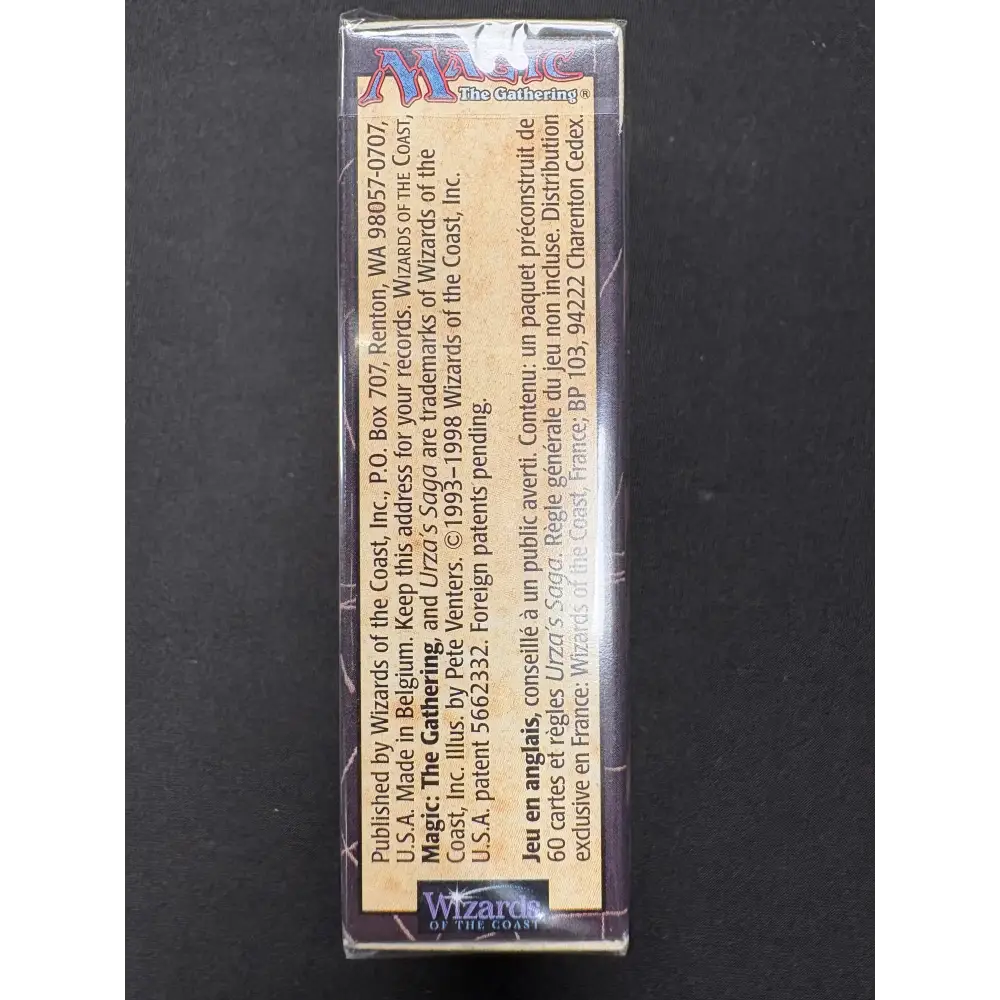 Magic
The Gathering®
Published by Wizards of the Coast, Inc., P.O. Box 707, Renton, WA 98057-0707,
U.S.A. Made in Belgium. Keep this address for your records. WIZARDS OF THE COAST,
Magic: The Gathering, and Urza's Saga are trademarks of Wizards of the
Coast, Inc. Illus. by Pete Venters. ©1993–1998 Wizards of the Coast, Inc.
U.S.A. patent 5662332. Foreign patents pending.
Jeu en anglais, conseillé à un public averti. Contenu: un paquet préconstruit de
60 cartes et règles Urza's Saga. Règle générale du jeu non incluse. Distribution
exclusive en France: Wizards of the Coast, France; BP 103, 94222 Charenton Cedex.
Wizards
OF THE COAST